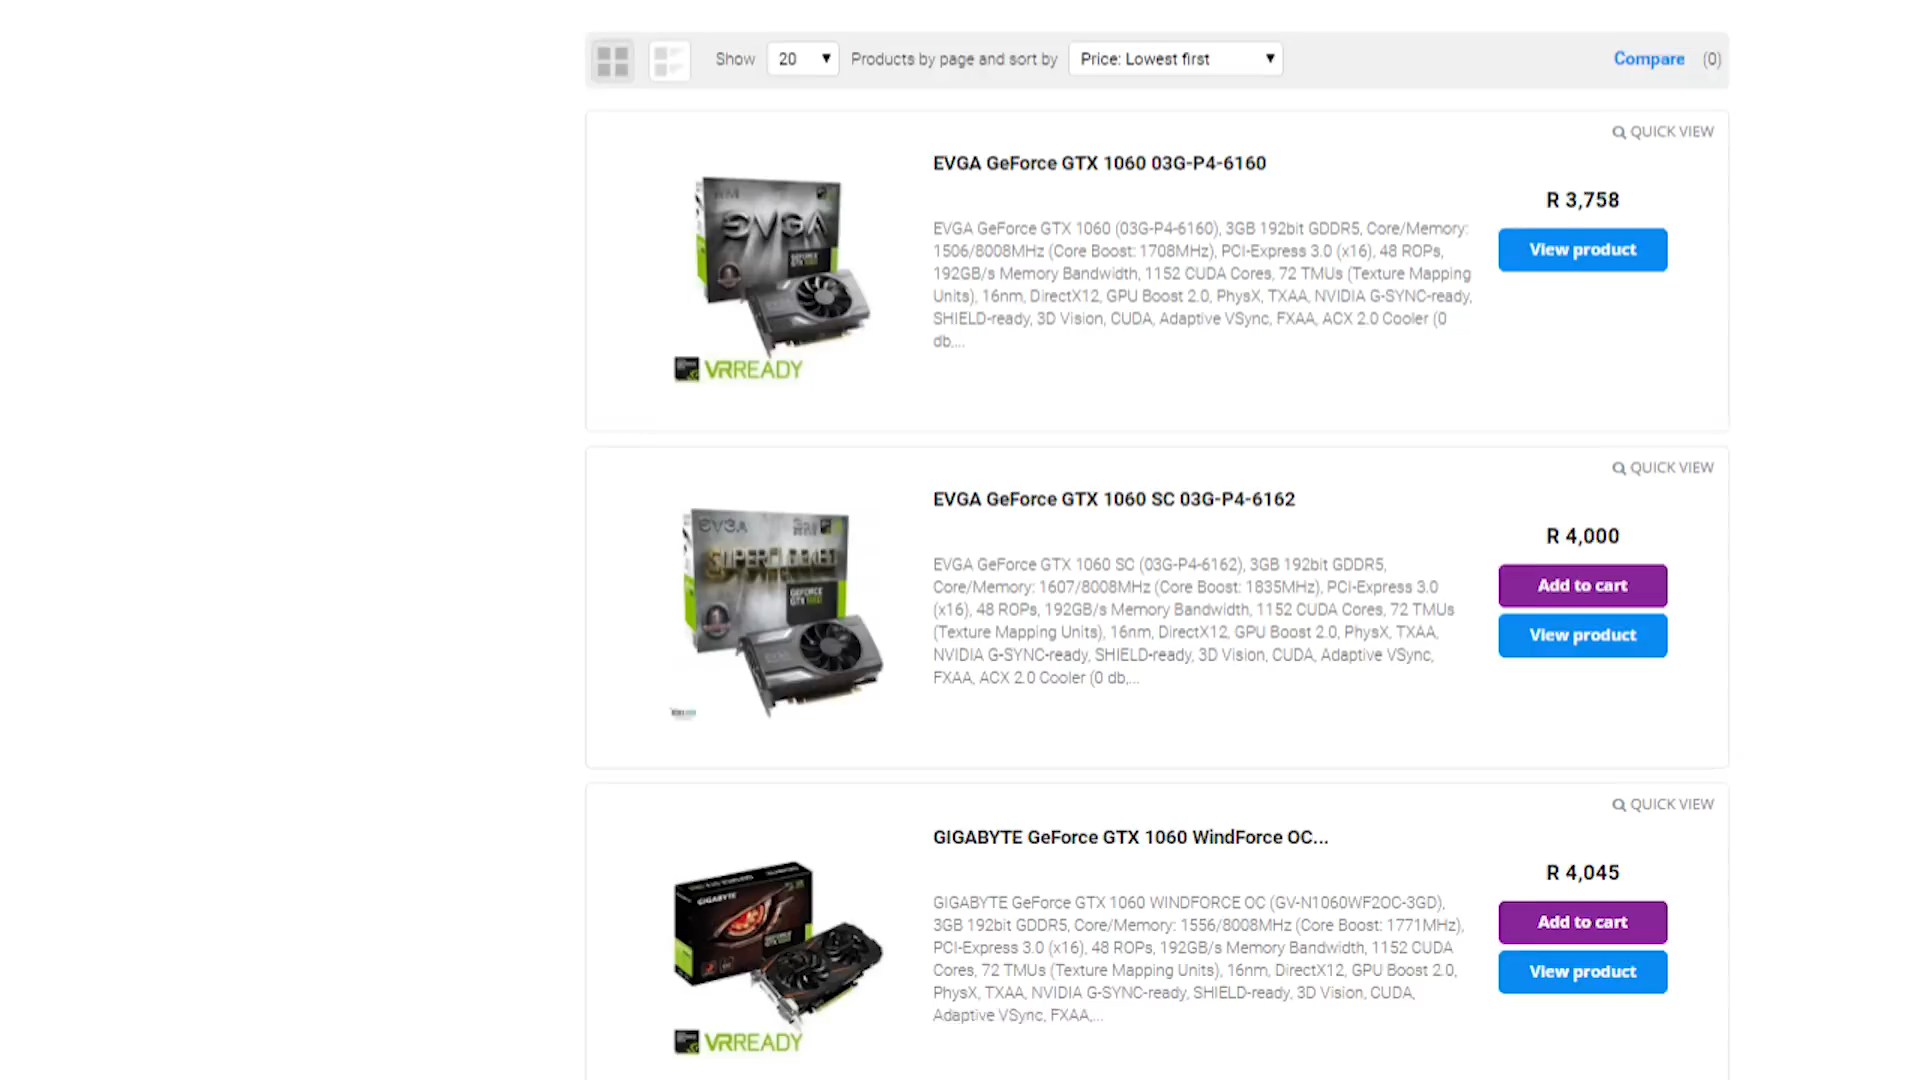 Show 20 Products by page and sort by Price: Lowest first Compare (0)
QUICK VIEW
EVGA GeForce GTX 1060 03G-P4-6160
R 3,758
View product
EVGA GeForce GTX 1060 (03G-P4-6160), 3GB 192bit GDDR5, Core/Memory:
1506/8008MHz (Core Boost: 1708MHz), PCI-Express 3.0 (x16), 48 ROPs,
192GB/s Memory Bandwidth, 1152 CUDA Cores, 72 TMUs (Texture Mapping
Units), 16nm, DirectX12, GPU Boost 2.0, PhysX, TXAA, NVIDIA G-SYNC-ready,
SHIELD-ready, 3D Vision, CUDA, Adaptive VSync, FXAA, ACX 2.0 Cooler (0
db,...
EVGA
GEFORCE
GTX 1060
VRREADY
QUICK VIEW
EVGA GeForce GTX 1060 SC 03G-P4-6162
R 4,000
Add to cart
View product
EVGA GeForce GTX 1060 SC (03G-P4-6162), 3GB 192bit GDDR5,
Core/Memory: 1607/8008MHz (Core Boost: 1835MHz), PCI-Express 3.0
(x16), 48 ROPs, 192GB/s Memory Bandwidth, 1152 CUDA Cores, 72 TMUs
(Texture Mapping Units), 16nm, DirectX12, GPU Boost 2.0, PhysX, TXAA,
NVIDIA G-SYNC-ready, SHIELD-ready, 3D Vision, CUDA, Adaptive VSync,
FXAA, ACX 2.0 Cooler (0 db,...
EVGA
SUPERCLOCKED
GEFORCE
GTX 1060
QUICK VIEW
GIGABYTE GeForce GTX 1060 WindForce OC...
R 4,045
Add to cart
View product
GIGABYTE GeForce GTX 1060 WINDFORCE OC (GV-N1060WF2OC-3GD),
3GB 192bit GDDR5, Core/Memory: 1556/8008MHz (Core Boost: 1771MHz),
PCI-Express 3.0 (x16), 48 ROPs, 192GB/s Memory Bandwidth, 1152 CUDA
Cores, 72 TMUs (Texture Mapping Units), 16nm, DirectX12, GPU Boost 2.0,
PhysX, TXAA, NVIDIA G-SYNC-ready, SHIELD-ready, 3D Vision, CUDA,
Adaptive VSync, FXAA,...
GIGABYTE
VRREADY